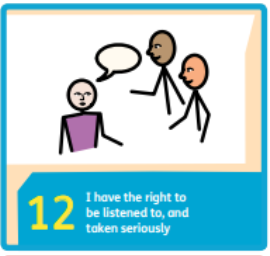 12
I have the right to
be listened to, and
taken seriously